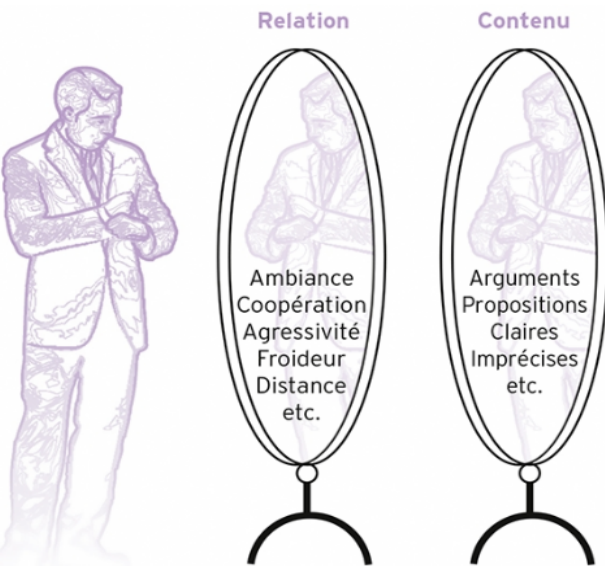 Relation
Ambiance
Coopération
Agressivité
Froideur
Distance
etc.
Contenu
Arguments
Propositions
Claires
Imprécises
etc.